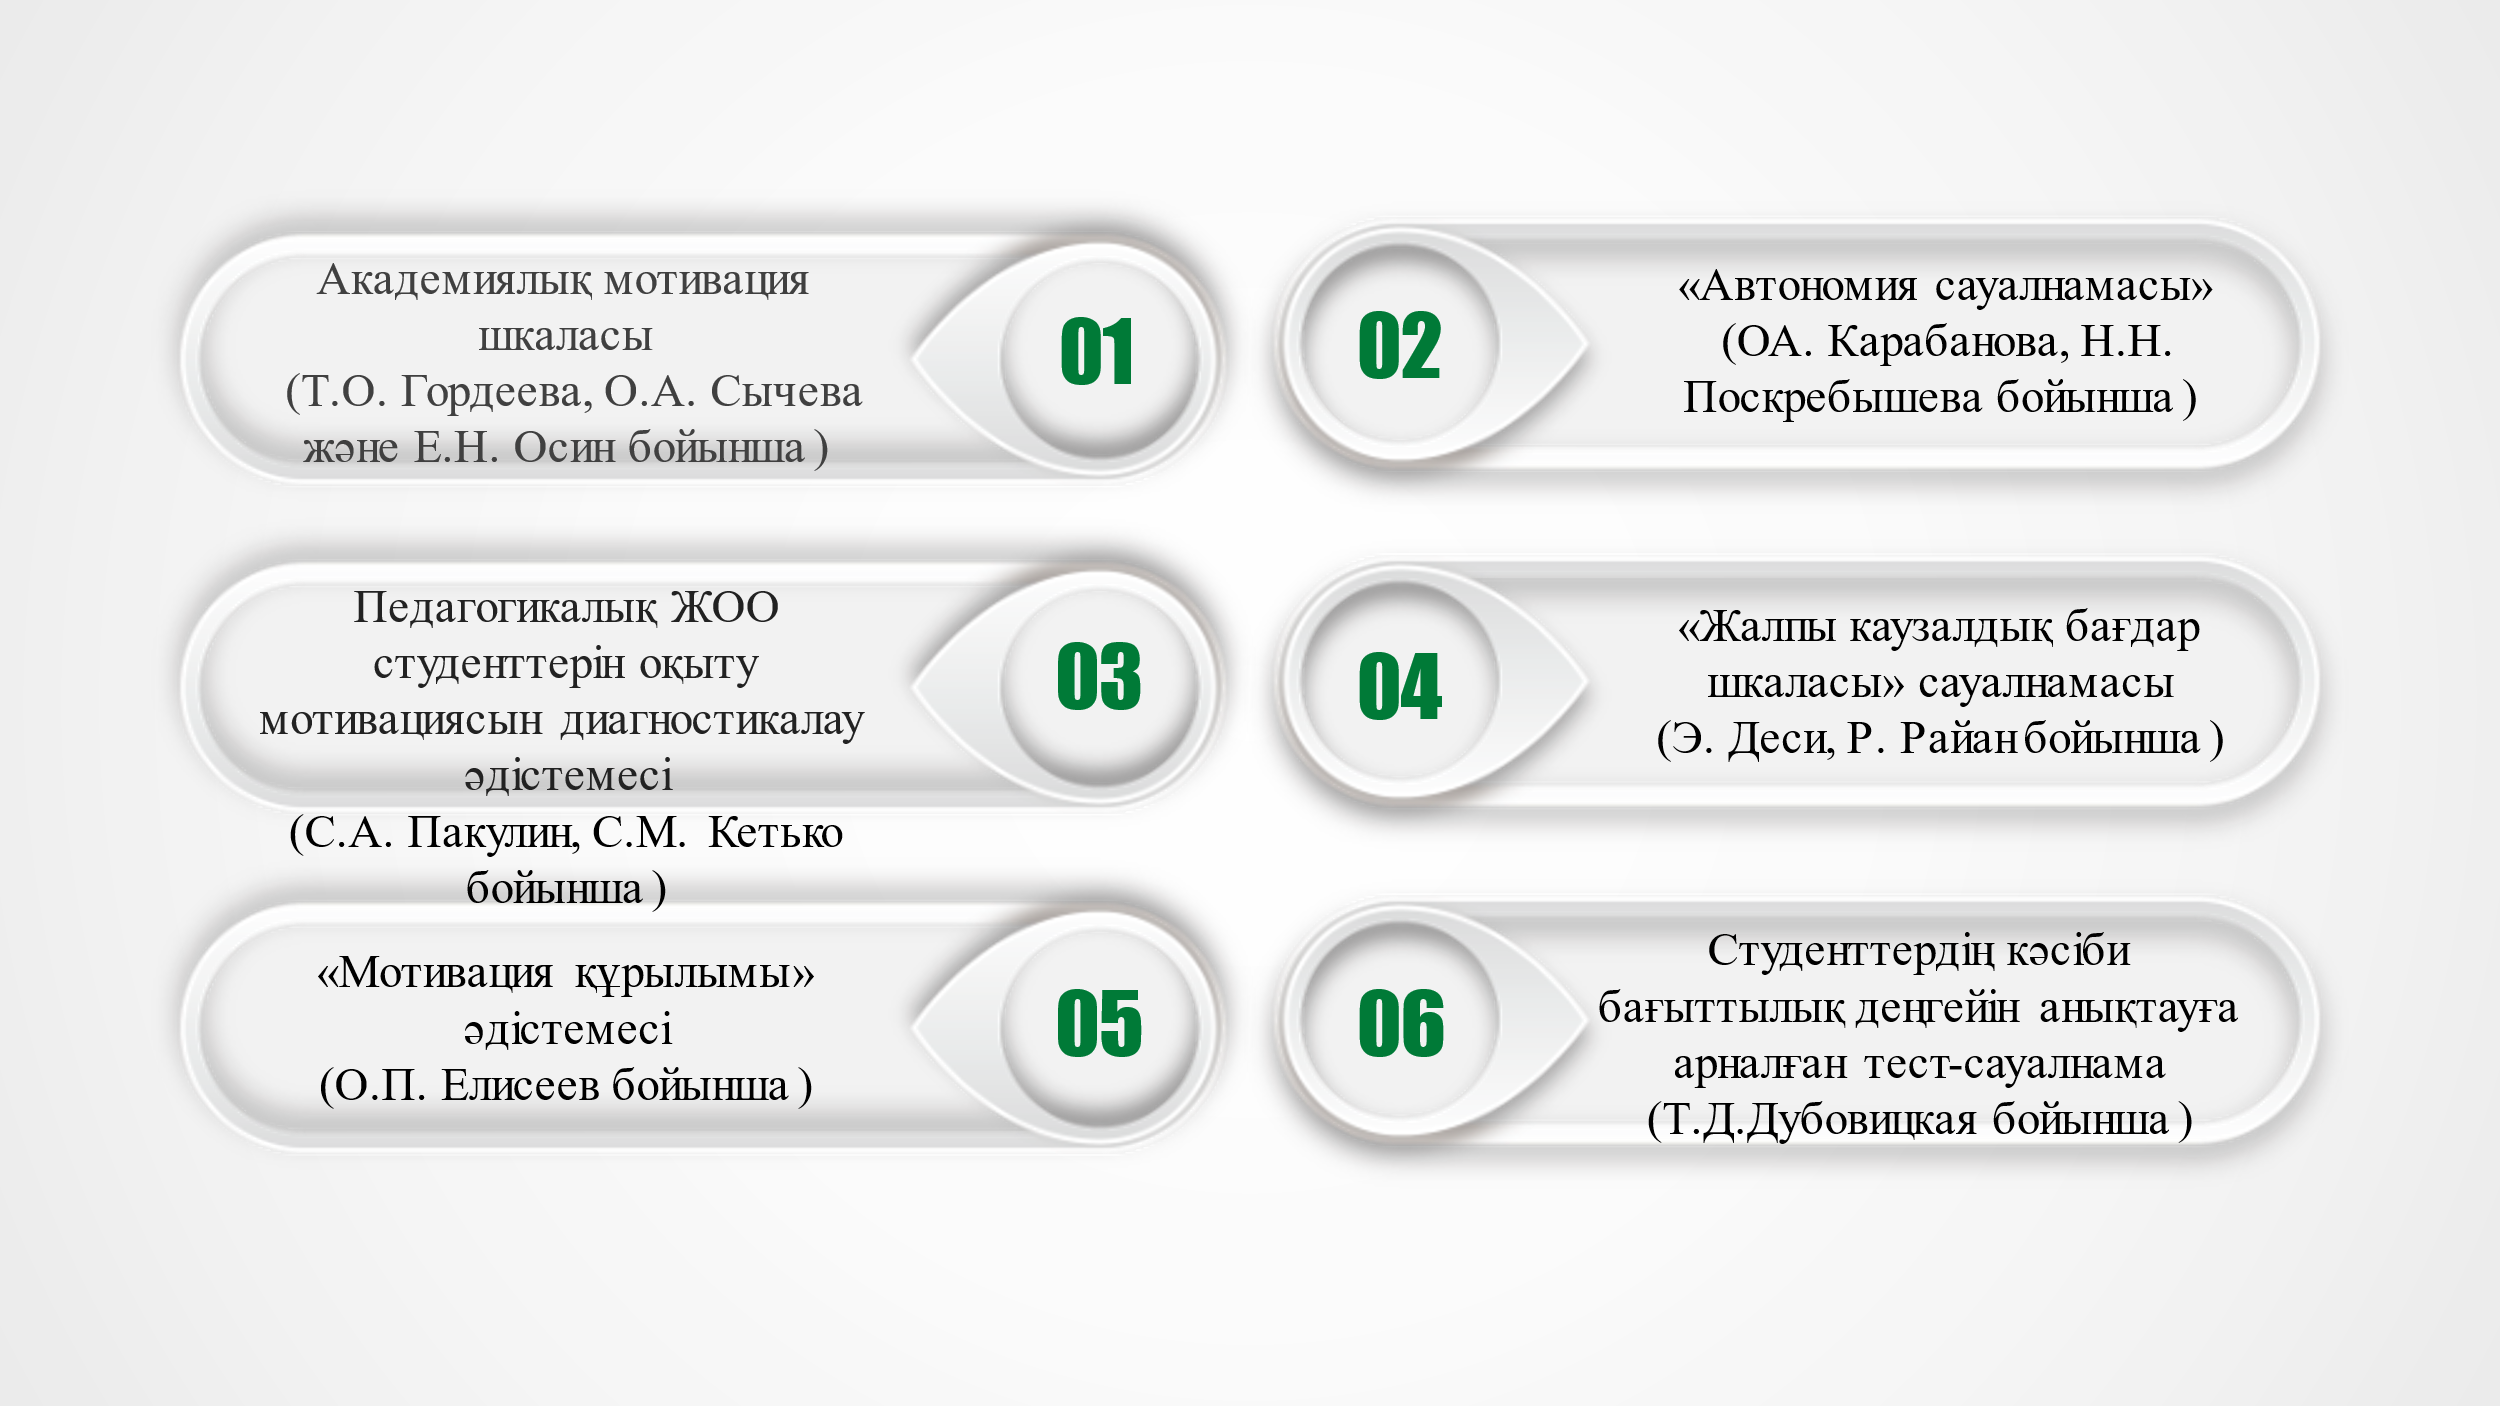 Академиялық мотивация
шкаласы
(Т.О. Гордеева, О.А. Сычева
және Е.Н. Осин бойынша )
01
02
«Автономия сауалнамасы»
(ОА. Карабанова, Н.Н.
Поскребышева бойынша )
Педагогикалық ЖОО
студенттерін оқыту
мотивациясын диагностикалау
әдістемесі
(С.А. Пакулин, С.М. Кетько
бойынша )
03
04
«Жалпы каузалдық бағдар
шкаласы» сауалнамасы
(Э. Деси, Р. Райан бойынша )
«Мотивация құрылымы»
әдістемесі
(О.П. Елисеев бойынша )
05
06
Студенттердің кәсіби
бағыттылық деңгейін анықтауға
арналған тест-сауалнама
(Т.Д.Дубовицкая бойынша )